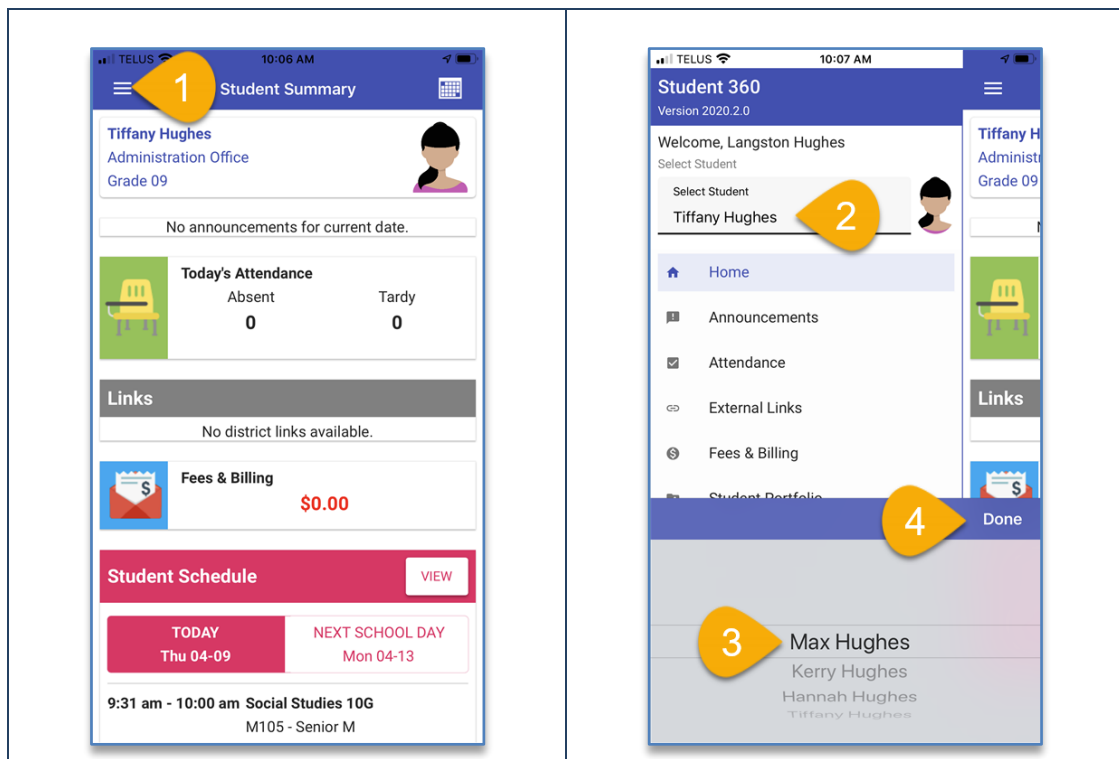 TELUS 10:06 AM
1
Student Summary
Tiffany Hughes
Administration Office
Grade 09
No announcements for current date.
Today's Attendance
Absent Tardy
0 0
Links
No district links available.
$
Fees & Billing
$0.00
Student Schedule VIEW
TODAY NEXT SCHOOL DAY
Thu 04-09 Mon 04-13
9:31 am - 10:00 am Social Studies 10G
M105 - Senior M
TELUS 10:07 AM
Student 360
Version 2020.2.0
Welcome, Langston Hughes
Select Student
Select Student
Tiffany Hughes
2
Home
Announcements
Attendance
External Links
Fees & Billing
Student Portfolio
4 Done
3 Max Hughes
Kerry Hughes
Hannah Hughes
Tiffany Hughes
Tiffany H
Grade 09
Links
$